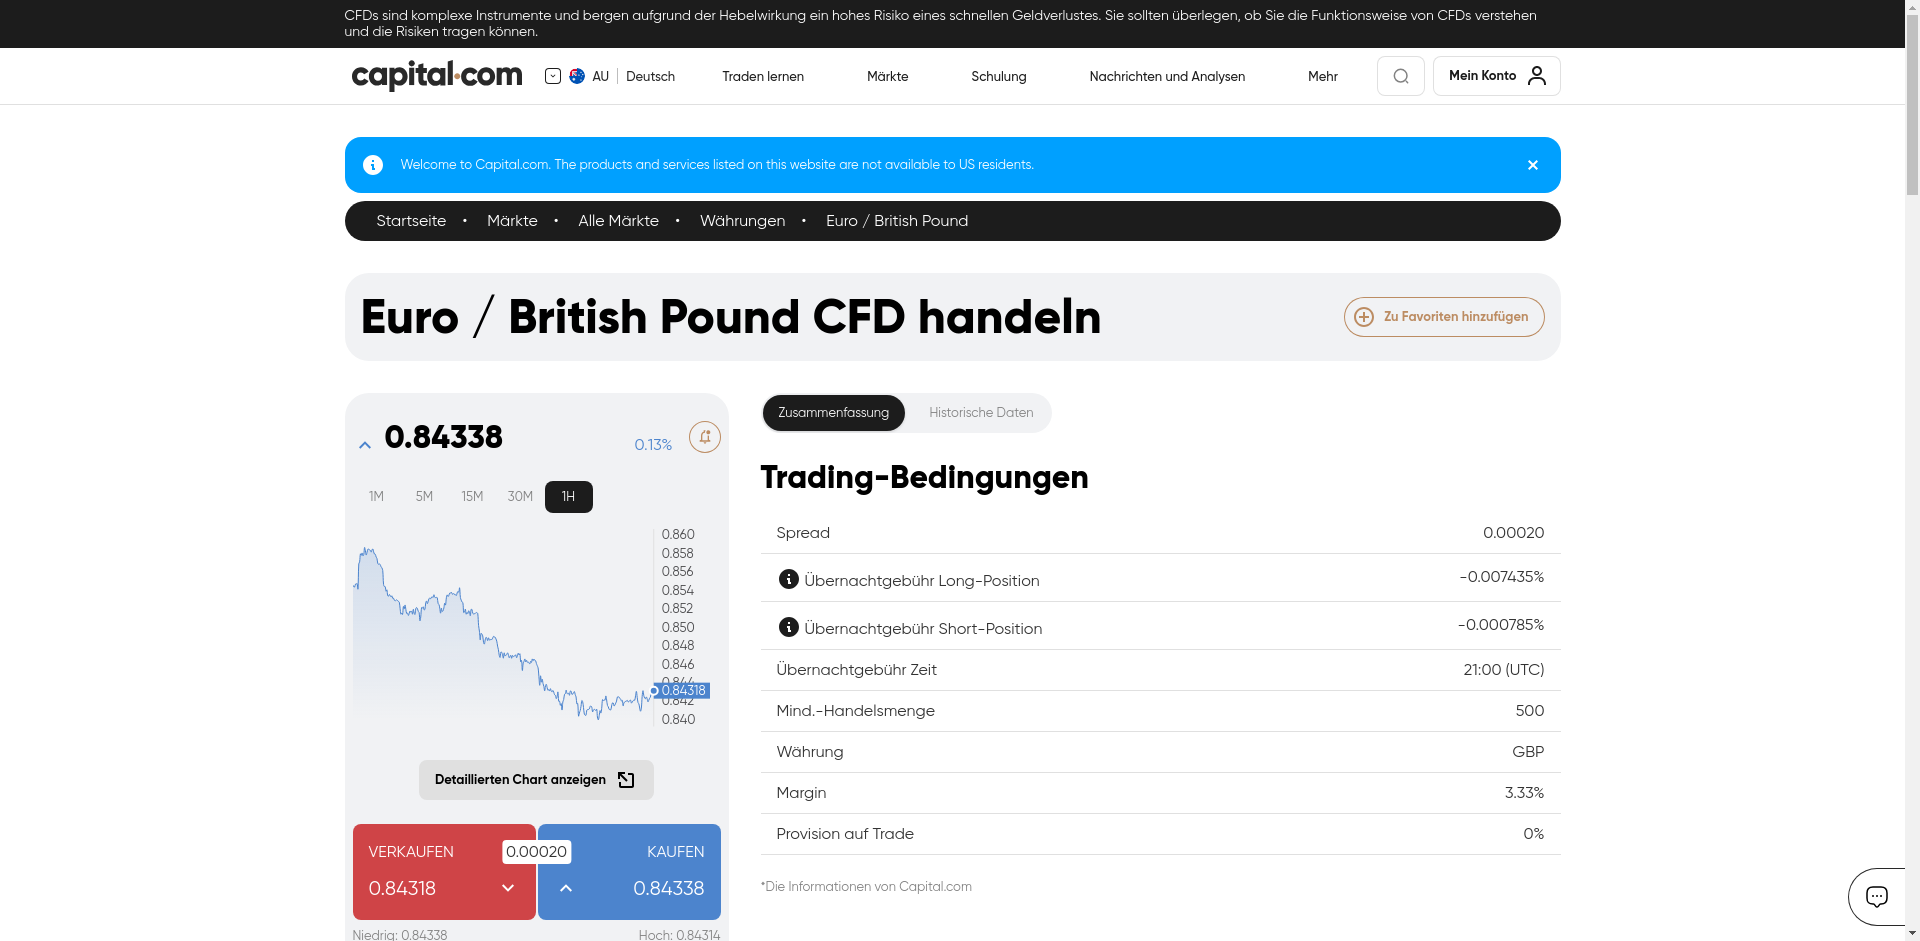 CFDs sind komplexe Instrumente und bergen aufgrund der Hebelwirkung ein hohes Risiko eines schnellen Geldverlustes. Sie sollten überlegen, ob Sie die Funktionsweise von CFDs verstehen
und die Risiken tragen können.
capital.com
AU
Deutsch
Traden lernen
Märkte
Schulung
Nachrichten und Analysen
Mehr
Mein Konto
Welcome to Capital.com. The products and services listed on this website are not available to US residents.
Startseite • Märkte • Alle Märkte • Währungen • Euro / British Pound
Euro / British Pound CFD handeln
Zu Favoriten hinzufügen
0.84338
0.13%
1M 5M 15M 30M 1H
0.860
0.858
0.856
0.854
0.852
0.850
0.848
0.846
0.844
0.84318
0.842
0.840
Detaillierten Chart anzeigen
VERKAUFEN
0.84318
0.00020
KAUFEN
0.84338
Niedrig: 0.84338
Hoch: 0.84314
Zusammenfassung
Historische Daten
Trading-Bedingungen
Spread 0.00020
Übernachtgebühr Long-Position -0.007435%
Übernachtgebühr Short-Position -0.000785%
Übernachtgebühr Zeit 21:00 (UTC)
Mind.-Handelsmenge 500
Währung GBP
Margin 3.33%
Provision auf Trade 0%
*Die Informationen von Capital.com